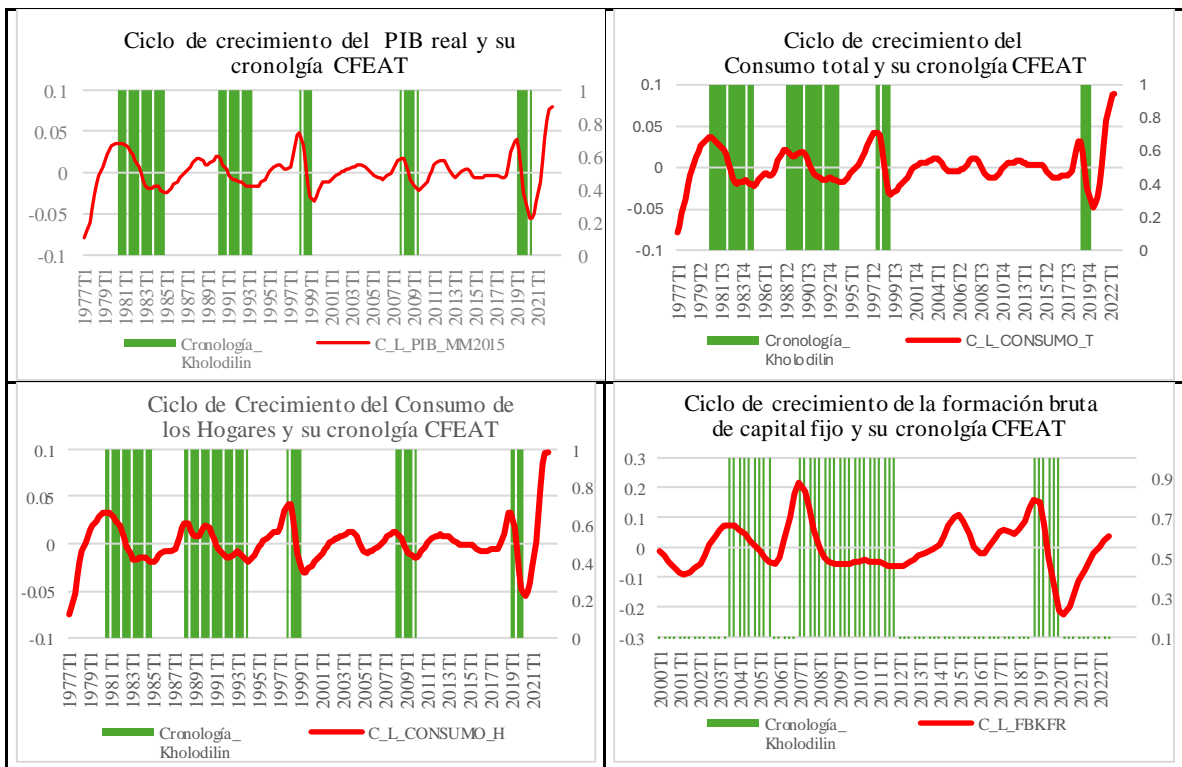 Ciclo de crecimiento del PIB real y su
cronolgía CFEAT
0.1
0.05
0
-0.05
-0.1
1
0.8
0.6
0.4
0.2
0
1977T1
1979T1
1981T1
1983T1
1985T1
1987T1
1989T1
1991T1
1993T1
1995T1
1997T1
1999T1
2001T1
2003T1
2005T1
2007T1
2009T1
2011T1
2013T1
2015T1
2017T1
2019T1
2021T1
Cronología_
Kholodilin
C_L_PIB_MM2015
Ciclo de crecimiento del
Consumo total y su cronolgía CFEAT
0.1
0.05
0
-0.05
-0.1
1
0.8
0.6
0.4
0.2
0
1977T1
1979T2
1981T3
1983T4
1986T1
1988T2
1990T3
1992T4
1995T1
1997T2
1999T3
2001T4
2004T1
2006T2
2008T3
2010T4
2013T1
2015T2
2017T3
2019T4
2022T1
Cronología_
Kholodilin
C_L_CONSUMO_T
Ciclo de Crecimiento del Consumo de
los Hogares y su cronolgía CFEAT
0.1
0.05
0
-0.05
-0.1
1
0.8
0.6
0.4
0.2
0
1977T1
1979T1
1981T1
1983T1
1985T1
1987T1
1989T1
1991T1
1993T1
1995T1
1997T1
1999T1
2001T1
2003T1
2005T1
2007T1
2009T1
2011T1
2013T1
2015T1
2017T1
2019T1
2021T1
Cronología_
Kholodilin
C_L_CONSUMO_H
Ciclo de crecimiento de la formación bruta
de capital fijo y su cronolgía CFEAT
0.3
0.2
0.1
0
-0.1
-0.2
-0.3
0.9
0.7
0.5
0.3
0.1
2000T1
2001T1
2002T1
2003T1
2004T1
2005T1
2006T1
2007T1
2008T1
2009T1
2010T1
2011T1
2012T1
2013T1
2014T1
2015T1
2016T1
2017T1
2018T1
2019T1
2020T1
2021T1
2022T1
Cronología_
Kholodilin
C_L_FBKFR